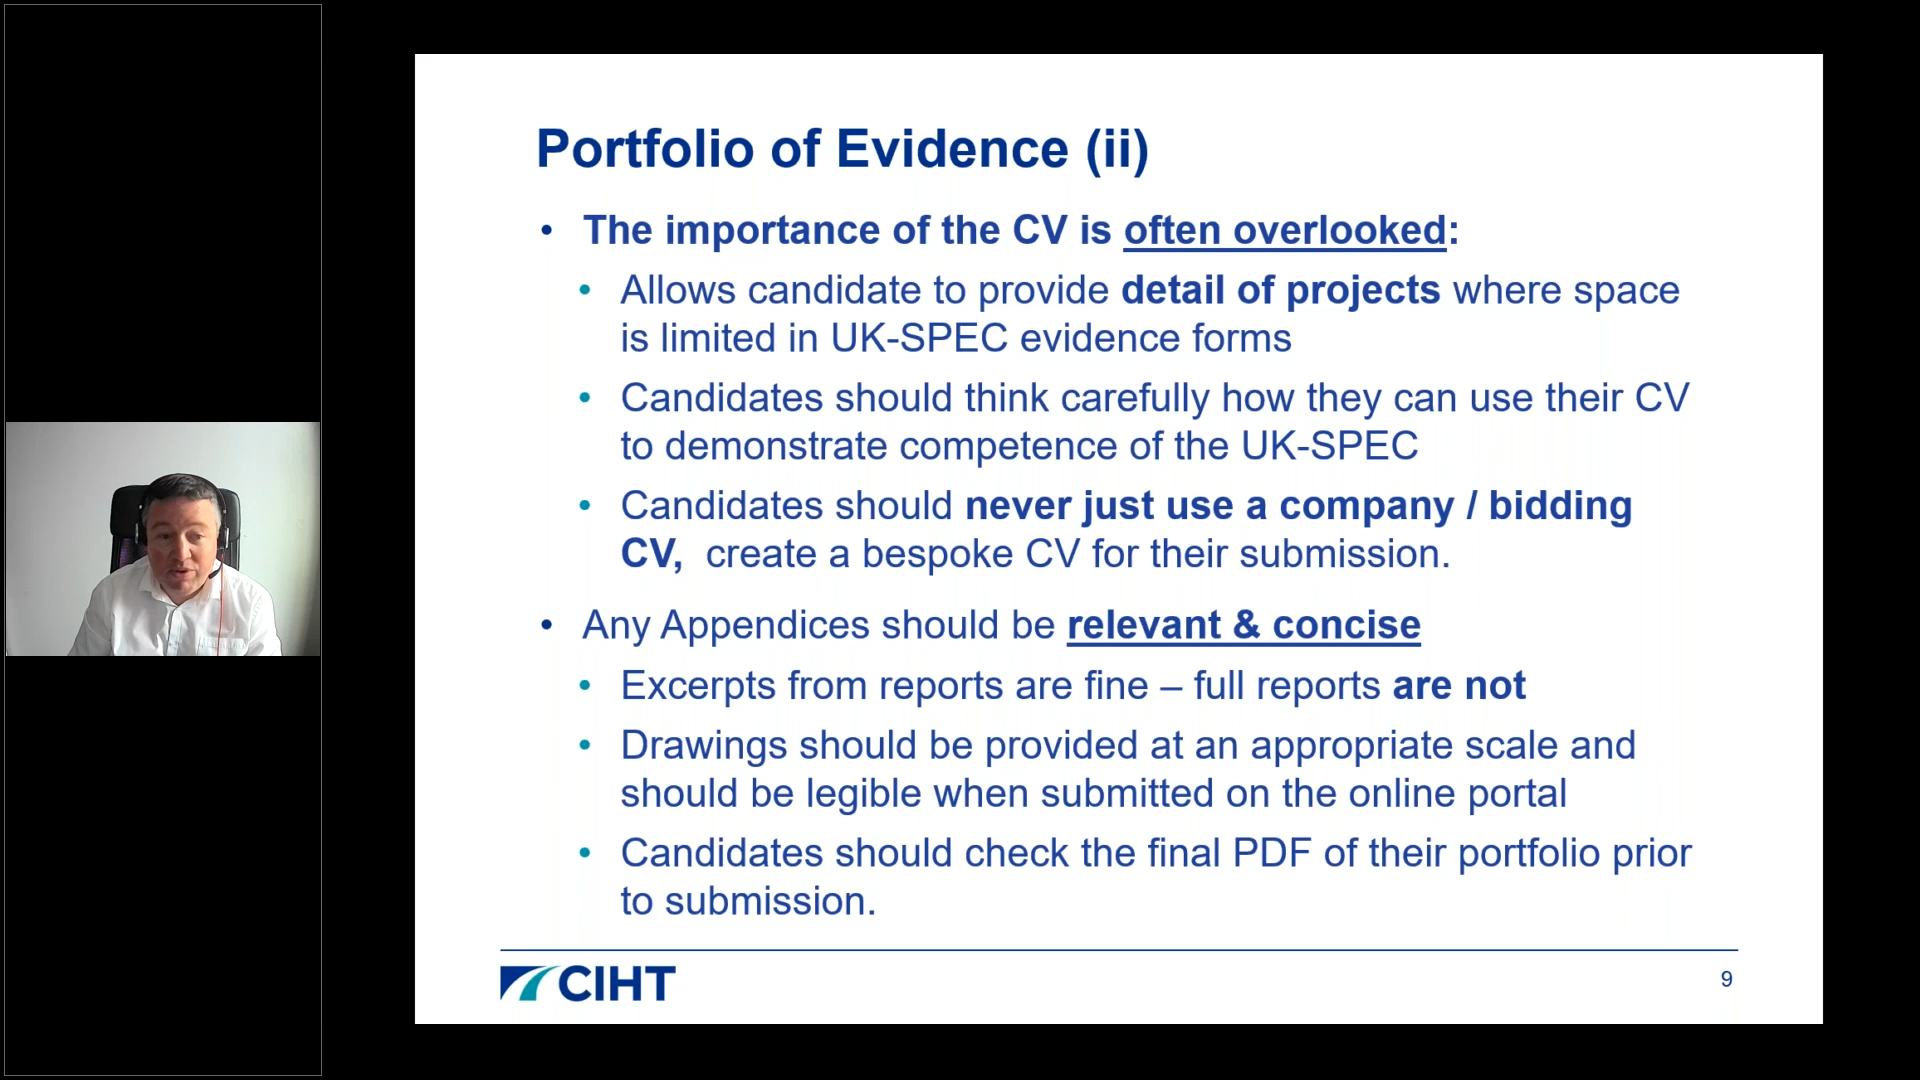 Portfolio of Evidence (ii)
• The importance of the CV is often overlooked:
• Allows candidate to provide detail of projects where space
is limited in UK-SPEC evidence forms
• Candidates should think carefully how they can use their CV
to demonstrate competence of the UK-SPEC
• Candidates should never just use a company / bidding
CV,  create a bespoke CV for their submission.
• Any Appendices should be relevant & concise
• Excerpts from reports are fine – full reports are not
• Drawings should be provided at an appropriate scale and
should be legible when submitted on the online portal
• Candidates should check the final PDF of their portfolio prior
to submission.
CIHT
9